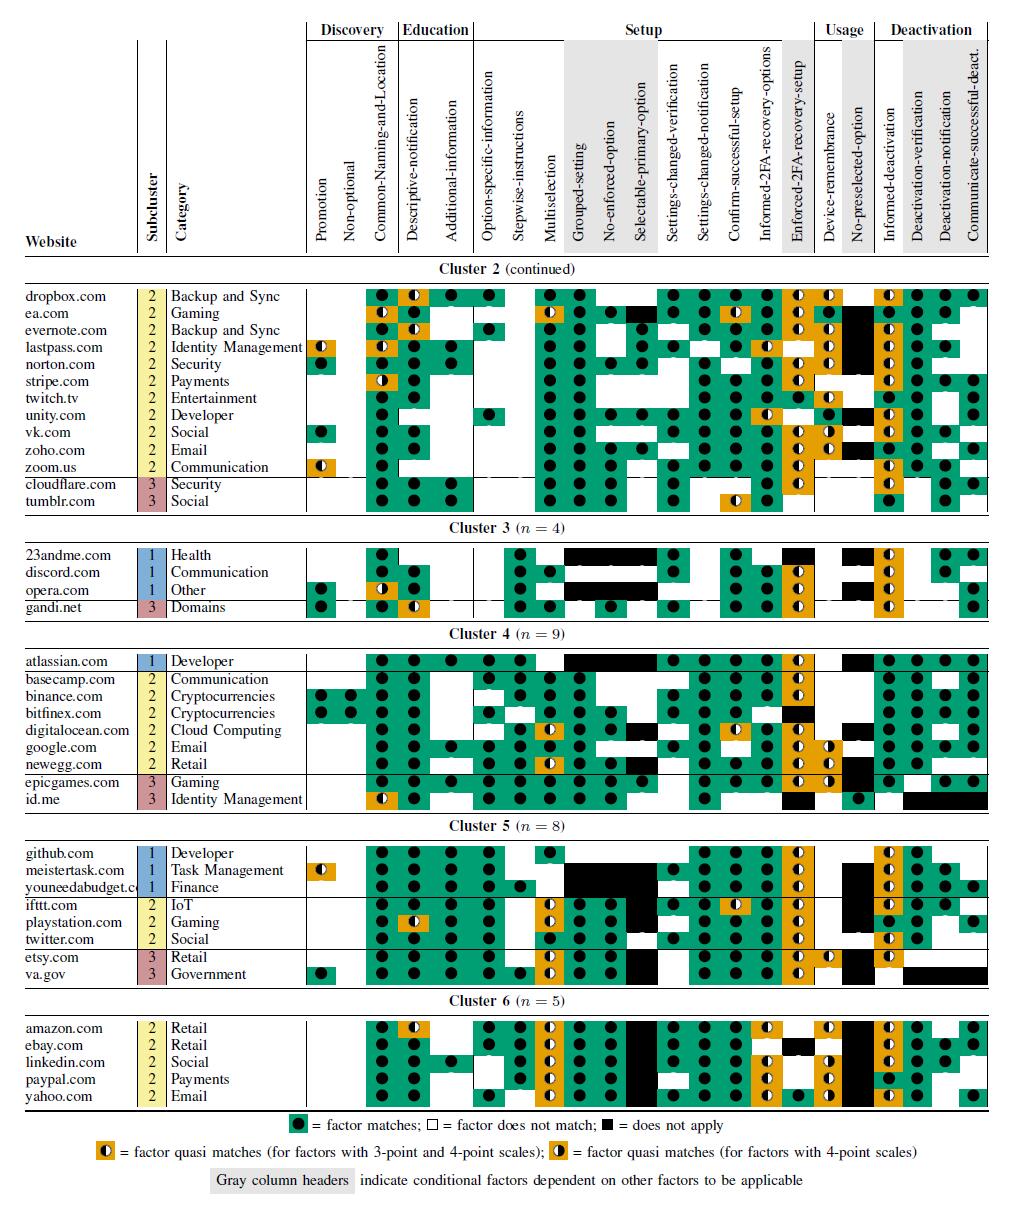 Discovery Education Setup Usage Deactivation
Website Subcluster Category Promotion Non-optional Common-Naming-and-Location Descriptive-notification Additional-information Option-specific-information Stepwise-instructions Multiselection Grouped-setting No-enforced-option Selectable-primary-option Settings-changed-verification Settings-changed-notification Confirm-successful-setup Informed-2FA-recovery-options Enforced-2FA-recovery-setup Device-remembrance No-preselected-option Informed-deactivation Deactivation-verification Deactivation-notification Communicate-successful-deact.
Cluster 2 (continued)
dropbox.com 2 Backup and Sync
ea.com 2 Gaming
evernote.com 2 Backup and Sync
lastpass.com 2 Identity Management
norton.com 2 Security
stripe.com 2 Payments
twitch.tv 2 Entertainment
unity.com 2 Developer
vk.com 2 Social
zoho.com 2 Email
zoom.us 2 Communication
cloudflare.com 3 Security
tumblr.com 3 Social
Cluster 3 (n = 4)
23andme.com 1 Health
discord.com 1 Communication
opera.com 1 Other
gandi.net 3 Domains
Cluster 4 (n = 9)
atlassian.com 1 Developer
basecamp.com 2 Communication
binance.com 2 Cryptocurrencies
bitfinex.com 2 Cryptocurrencies
digitalocean.com 2 Cloud Computing
google.com 2 Email
newegg.com 2 Retail
epicgames.com 3 Gaming
id.me 3 Identity Management
Cluster 5 (n = 8)
github.com 1 Developer
meistertask.com 1 Task Management
youneedabudget.c 1 Finance
ifttt.com 2 IoT
playstation.com 2 Gaming
twitter.com 2 Social
etsy.com 3 Retail
va.gov 3 Government
Cluster 6 (n = 5)
amazon.com 2 Retail
ebay.com 2 Retail
linkedin.com 2 Social
paypal.com 2 Payments
yahoo.com 2 Email
= factor matches; = factor does not match; = does not apply
= factor quasi matches (for factors with 3-point and 4-point scales); = factor quasi matches (for factors with 4-point scales)
Gray column headers indicate conditional factors dependent on other factors to be applicable